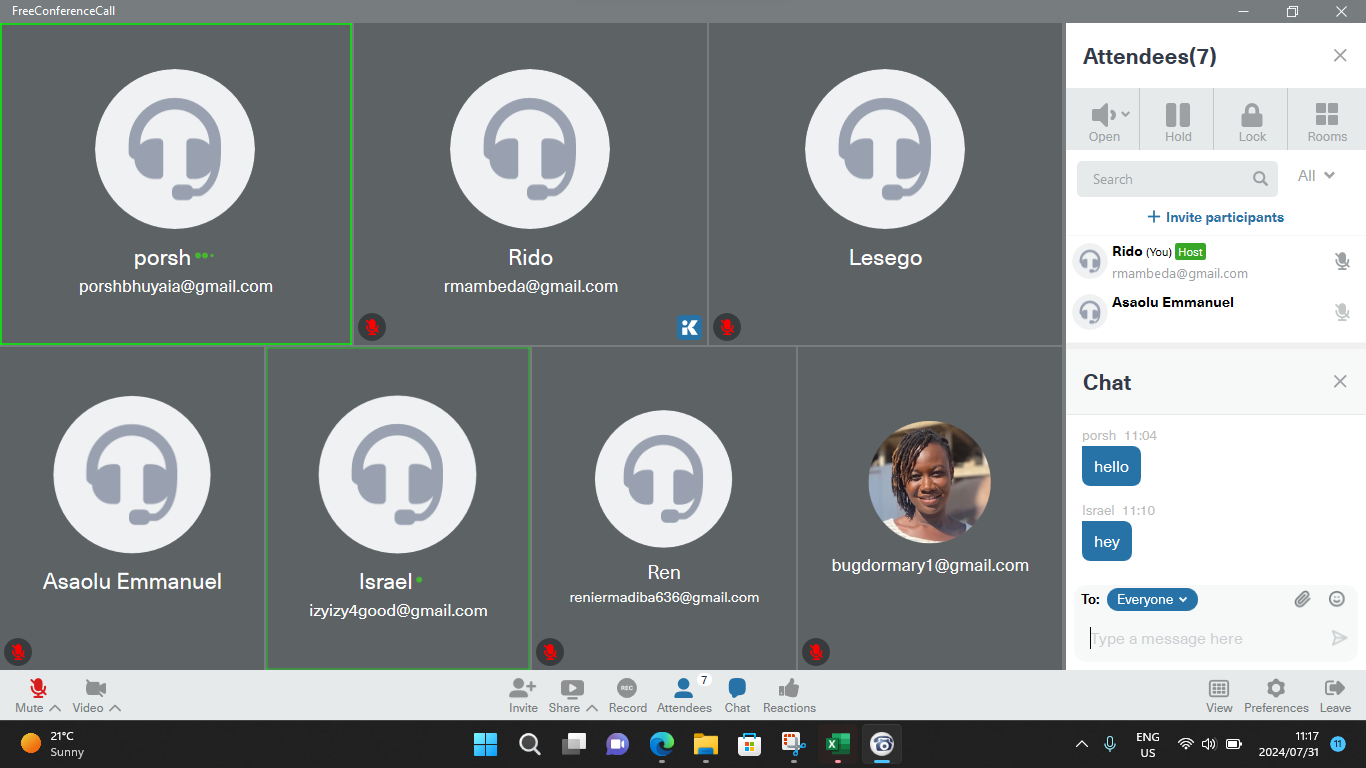 FreeConferenceCall
porsh
porshbhuyaia@gmail.com
Rido
rmambeda@gmail.com
K
Lesego
Asaolu Emmanuel
Israel
izyizy4good@gmail.com
Ren
reniermadiba636@gmail.com
bugdormary1@gmail.com
Attendees(7)
Open Hold Lock Rooms
Search All
+ Invite participants
Rido (You) Host
rmambeda@gmail.com
Asaolu Emmanuel
Chat
porsh 11:04
hello
Israel 11:10
hey
To: Everyone
Type a message here
Mute Video Invite Share REC Record 7 Attendees Chat Reactions View Preferences Leave
21°C
Sunny
ENG
US
11:17
2024/07/31
11